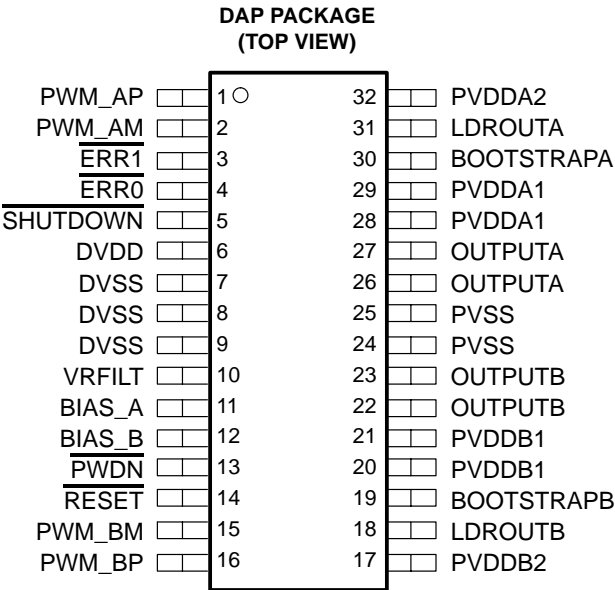 DAP PACKAGE
(TOP VIEW)
PWM_AP 1 32 PVDDA2
PWM_AM 2 31 LDROUTA
ERR1 3 30 BOOTSTRAPA
ERR0 4 29 PVDDA1
SHUTDOWN 5 28 PVDDA1
DVDD 6 27 OUTPUTA
DVSS 7 26 OUTPUTA
DVSS 8 25 PVSS
DVSS 9 24 PVSS
VRFILT 10 23 OUTPUTB
BIAS_A 11 22 OUTPUTB
BIAS_B 12 21 PVDDB1
PWDN 13 20 PVDDB1
RESET 14 19 BOOTSTRAPB
PWM_BM 15 18 LDROUTB
PWM_BP 16 17 PVDDB2